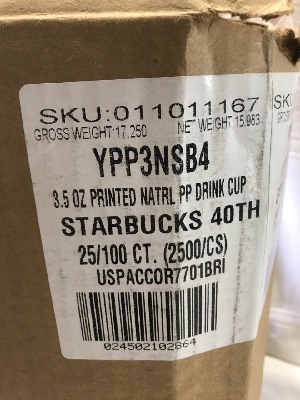 SKU:011011167
GROSS WEIGHT:17.250 NET WEIGHT:15.983
YPP3NSB4
3.5 OZ PRINTED NATRL PP DRINK CUP
STARBUCKS 40TH
25/100 CT. (2500/CS)
USPACCOR7701BRI
024502102864